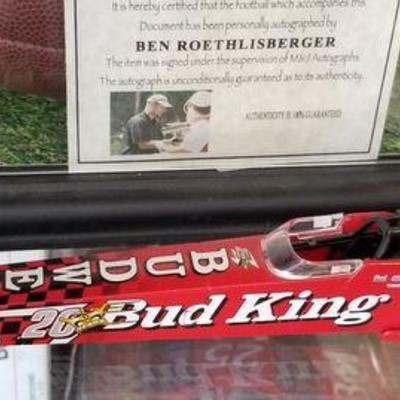 It is hereby certified that the football which accompanies this
Document has been personally autographed by
BEN ROETHLISBERGER
The item was signed under the supervision of M&J Autographs.
The autograph is unconditionally guaranteed as to its authenticity.
AUTHENTICITY IS 100% GUARANTEED
BUDWE
26 Bud King